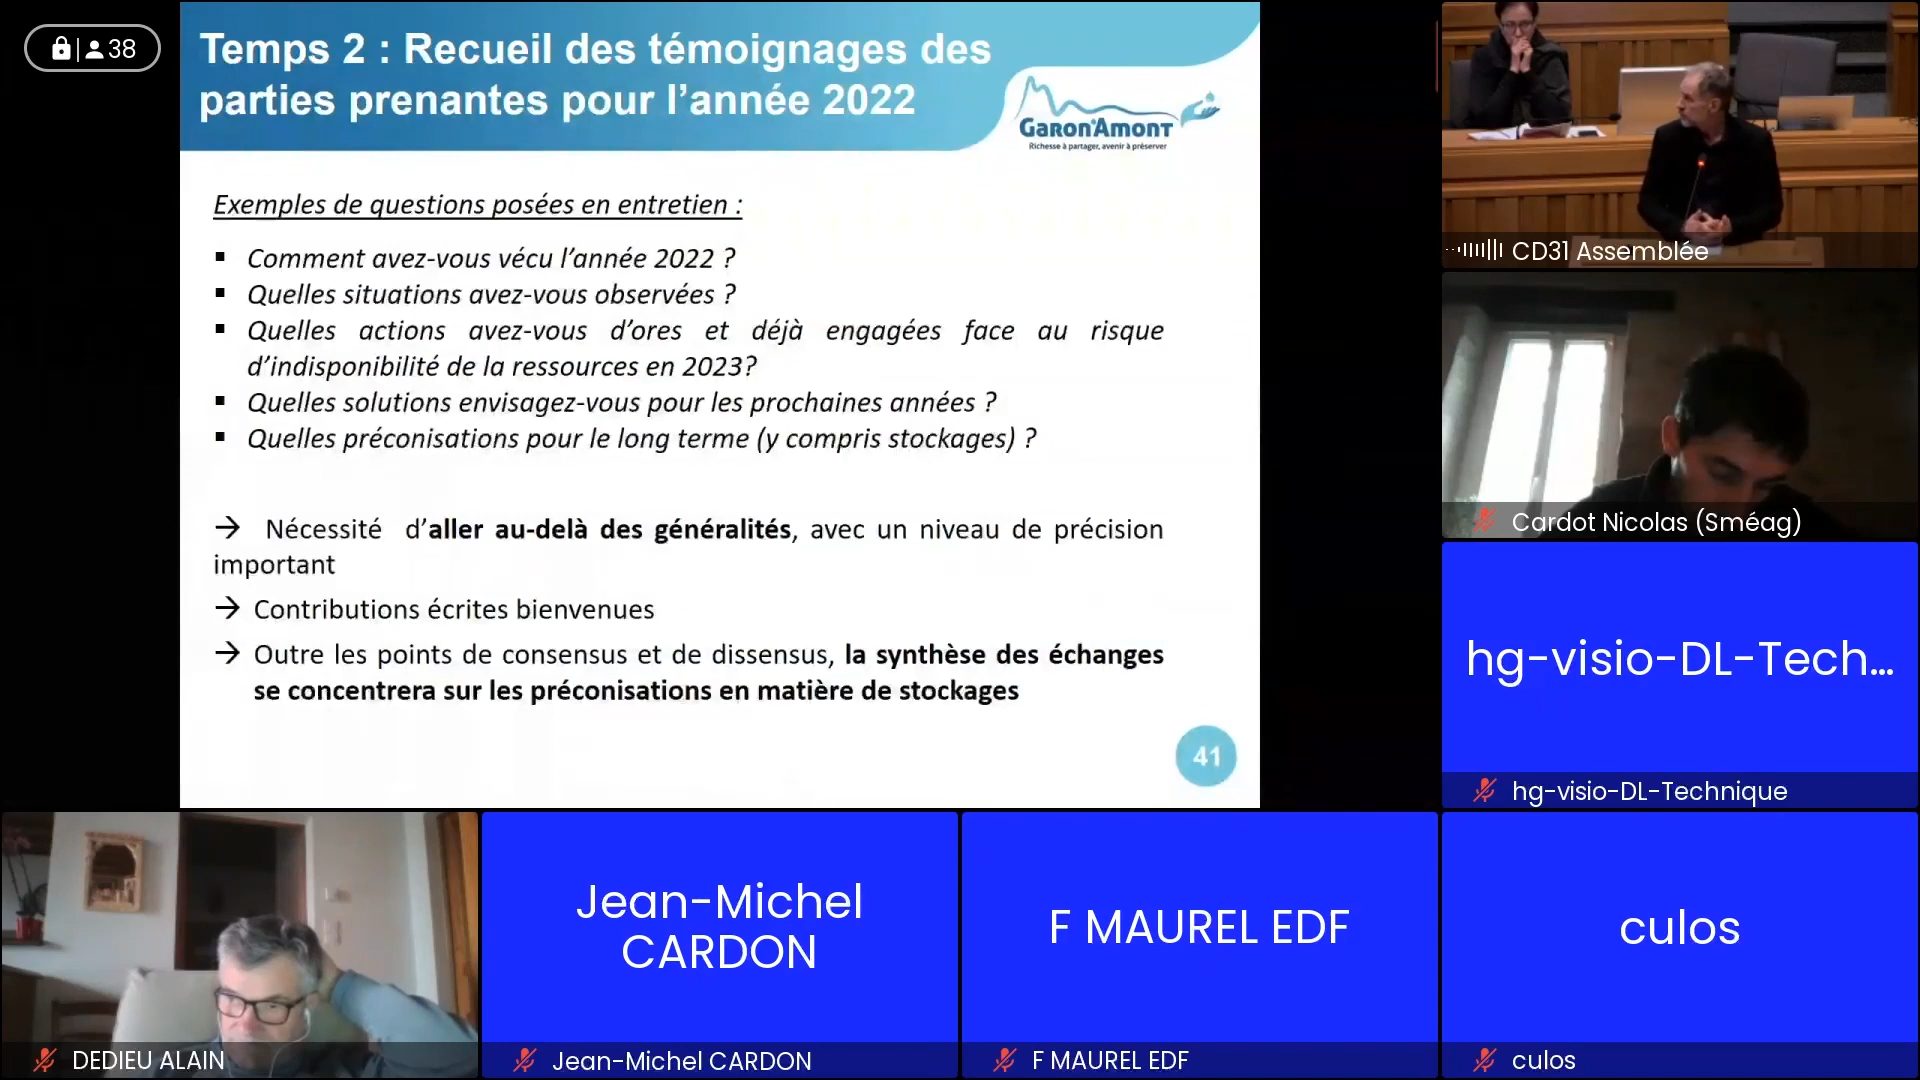 38
Temps 2 : Recueil des témoignages des
parties prenantes pour l’année 2022
GARON'AMONT
Richesse à partager, avenir à préserver
Exemples de questions posées en entretien :
▪ Comment avez-vous vécu l’année 2022 ?
▪ Quelles situations avez-vous observées ?
▪ Quelles actions avez-vous d’ores et déjà engagées face au risque
d’indisponibilité de la ressources en 2023?
▪ Quelles solutions envisagez-vous pour les prochaines années ?
▪ Quelles préconisations pour le long terme (y compris stockages) ?
→ Nécessité d’aller au-delà des généralités, avec un niveau de précision
important
→ Contributions écrites bienvenues
→ Outre les points de consensus et de dissensus, la synthèse des échanges
se concentrera sur les préconisations en matière de stockages
41
CD31 Assemblée
Cardot Nicolas (Sméag)
hg-visio-DL-Tech...
hg-visio-DL-Technique
DEDIEU ALAIN
Jean-Michel
CARDON
Jean-Michel CARDON
F MAUREL EDF
F MAUREL EDF
culos
culos